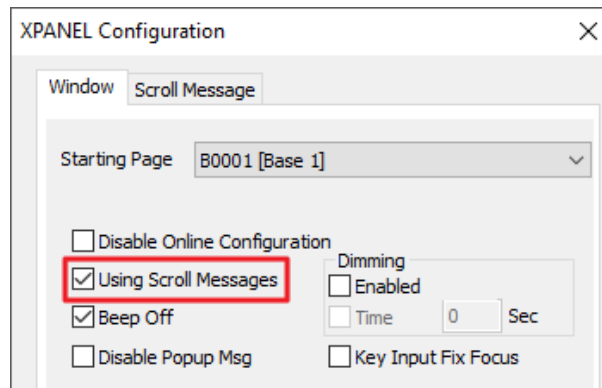 XPANEL Configuration
Window Scroll Message
Starting Page B0001 [Base 1]
Disable Online Configuration
Dimming
Using Scroll Messages Enabled
Beep Off Time 0 Sec
Disable Popup Msg Key Input Fix Focus